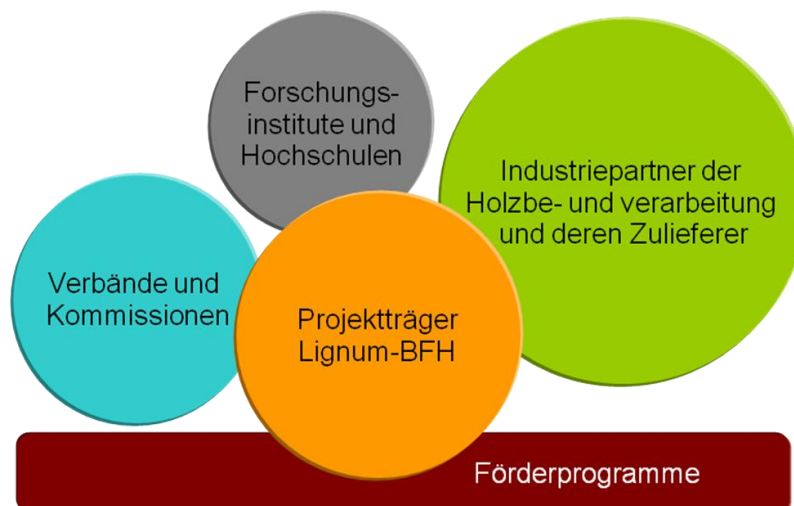 Forschungs-
institute und
Hochschulen
Industriepartner der
Holzbe- und verarbeitung
und deren Zulieferer
Verbände und
Kommissionen
Projektträger
Lignum-BFH
Förderprogramme